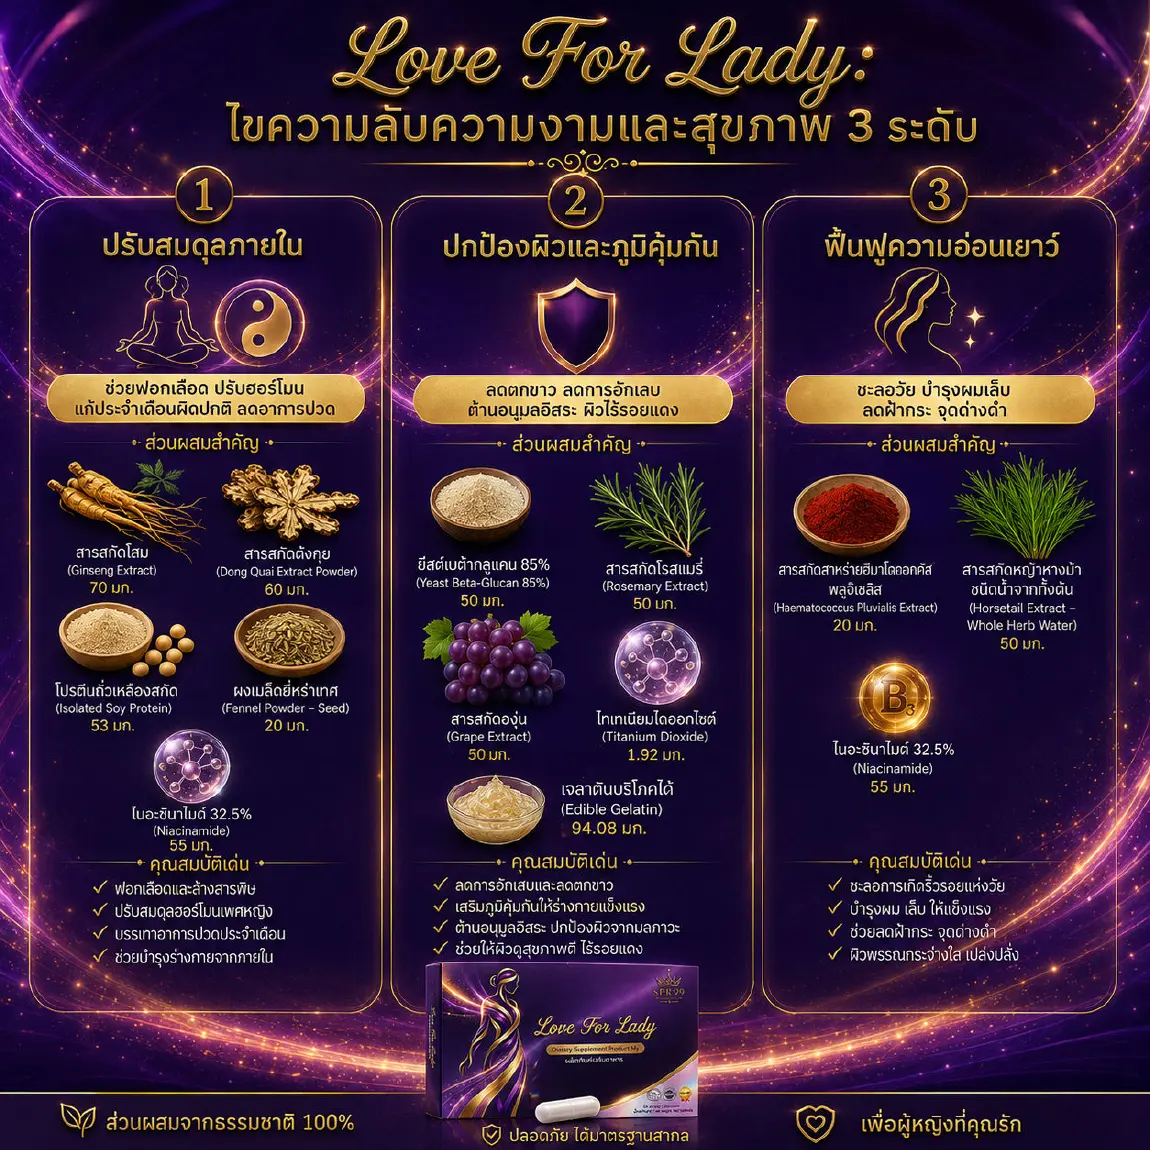 Love For Lady:
ไขความลับความงามและสุขภาพ 3 ระดับ
1
ปรับสมดุลภายใน
ช่วยฟอกเลือด ปรับฮอร์โมน
แก้ประจำเดือนผิดปกติ ลดอาการปวด
ส่วนผสมสำคัญ
สารสกัดโสม
(Ginseng Extract)
70 มก.
สารสกัดตังกุย
(Dong Quai Extract Powder)
60 มก.
โปรตีนถั่วเหลืองสกัด
(Isolated Soy Protein)
53 มก.
ผงเมล็ดยี่หร่าเทศ
(Fennel Powder – Seed)
20 มก.
ไนอะซินาไมด์ 32.5%
(Niacinamide)
55 มก.
คุณสมบัติเด่น
ฟอกเลือดและล้างสารพิษ
ปรับสมดุลฮอร์โมนเพศหญิง
บรรเทาอาการปวดประจำเดือน
ช่วยบำรุงร่างกายจากภายใน
2
ปกป้องผิวและภูมิคุ้มกัน
ลดตกขาว ลดการอักเสบ
ต้านอนุมูลอิสระ ผิวไร้รอยแดง
ส่วนผสมสำคัญ
ยีสต์เบต้ากลูแคน 85%
(Yeast Beta-Glucan 85%)
50 มก.
สารสกัดโรสแมรี่
(Rosemary Extract)
50 มก.
สารสกัดองุ่น
(Grape Extract)
50 มก.
ไทเทเนียมไดออกไซต์
(Titanium Dioxide)
1.92 มก.
เจลาตินบริโภคได้
(Edible Gelatin)
94.08 มก.
คุณสมบัติเด่น
ลดการอักเสบและลดตกขาว
เสริมภูมิคุ้มกันให้ร่างกายแข็งแรง
ต้านอนุมูลอิสระ ปกป้องผิวจากมลภาวะ
ช่วยให้ผิวดูสุขภาพดี ไร้รอยแดง
3
ฟื้นฟูความอ่อนเยาว์
ชะลอวัย บำรุงผมเล็บ
ลดฝ้ากระ จุดด่างดำ
ส่วนผสมสำคัญ
สารสกัดสาหร่ายฮีมาโตคอกคัส
พลูวิเชลิส
(Haematococcus Pluvialis Extract)
20 มก.
สารสกัดหญ้าหางม้า
ชนิดน้ำจากทั้งต้น
(Horsetail Extract –
Whole Herb Water)
50 มก.
B3
ไนอะซินาไมด์ 32.5%
(Niacinamide)
55 มก.
คุณสมบัติเด่น
ชะลอการเกิดริ้วรอยแห่งวัย
บำรุงผม เล็บ ให้แข็งแรง
ช่วยลดฝ้ากระ จุดด่างดำ
ผิวพรรณกระจ่างใส เปล่งปลั่ง
Love For Lady
ผลิตภัณฑ์เสริมอาหาร
ส่วนผสมจากธรรมชาติ 100%
ปลอดภัย ได้มาตรฐานสากล
เพื่อผู้หญิงที่คุณรัก